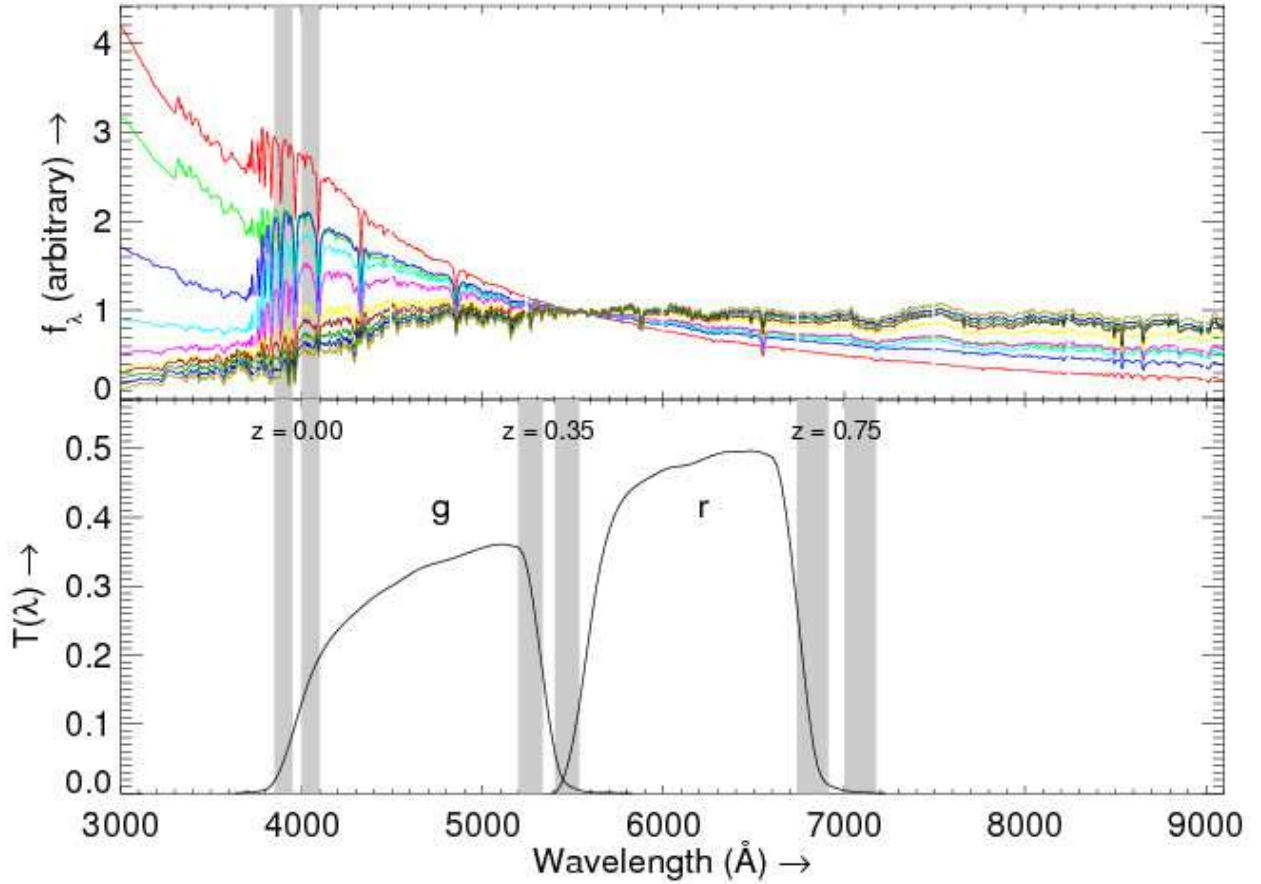 4
3
2
1
0
f_λ (arbitrary) →
z = 0.00
z = 0.35
z = 0.75
g
r
0.5
0.4
0.3
0.2
0.1
0.0
T(λ) →
3000 4000 5000 6000 7000 8000 9000
Wavelength (Å) →